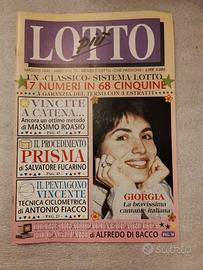 LOTTO
più
UN «CLASSICO» SISTEMA LOTTO
17 NUMERI IN 68 CINQUINE
A GARANZIA DEL TERNO CON 3 ESTRATTI
VINCITE
A CATENA...
Ancora un ottimo metodo
di MASSIMO ROASIO
IL PROCEDIMENTO
PRISMA
di SALVATORE FUCARINO
IL PENTAGONO
VINCENTE
TECNICA CICLOMETRICA
di ANTONIO FIACCO
GIORGIA
La bravissima
cantante italiana
di ALFREDO DI BACCO
Subito